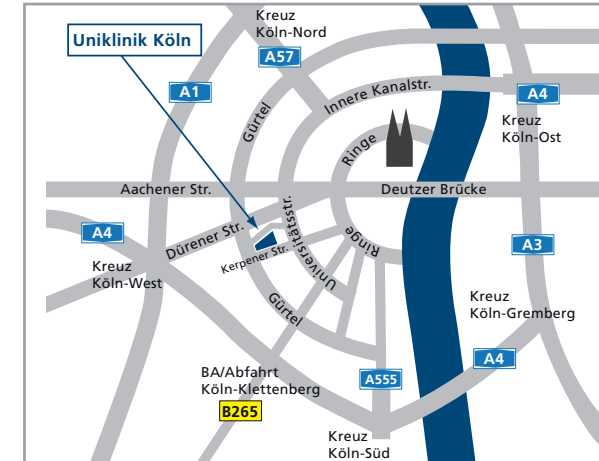 Kreuz
Köln-Nord
Uniklinik Köln
A57
A1
Innere Kanalstr.
A4
Gürtel
Kreuz
Köln-Ost
Ringe
Aachener Str.
Deutzer Brücke
Universitätsstr.
A4
Dürener Str.
Ringe
A3
Kerpener Str.
Kreuz
Köln-West
Gürtel
Kreuz
Köln-Gremberg
A4
BA/Abfahrt
Köln-Klettenberg
A555
B265
Kreuz
Köln-Süd